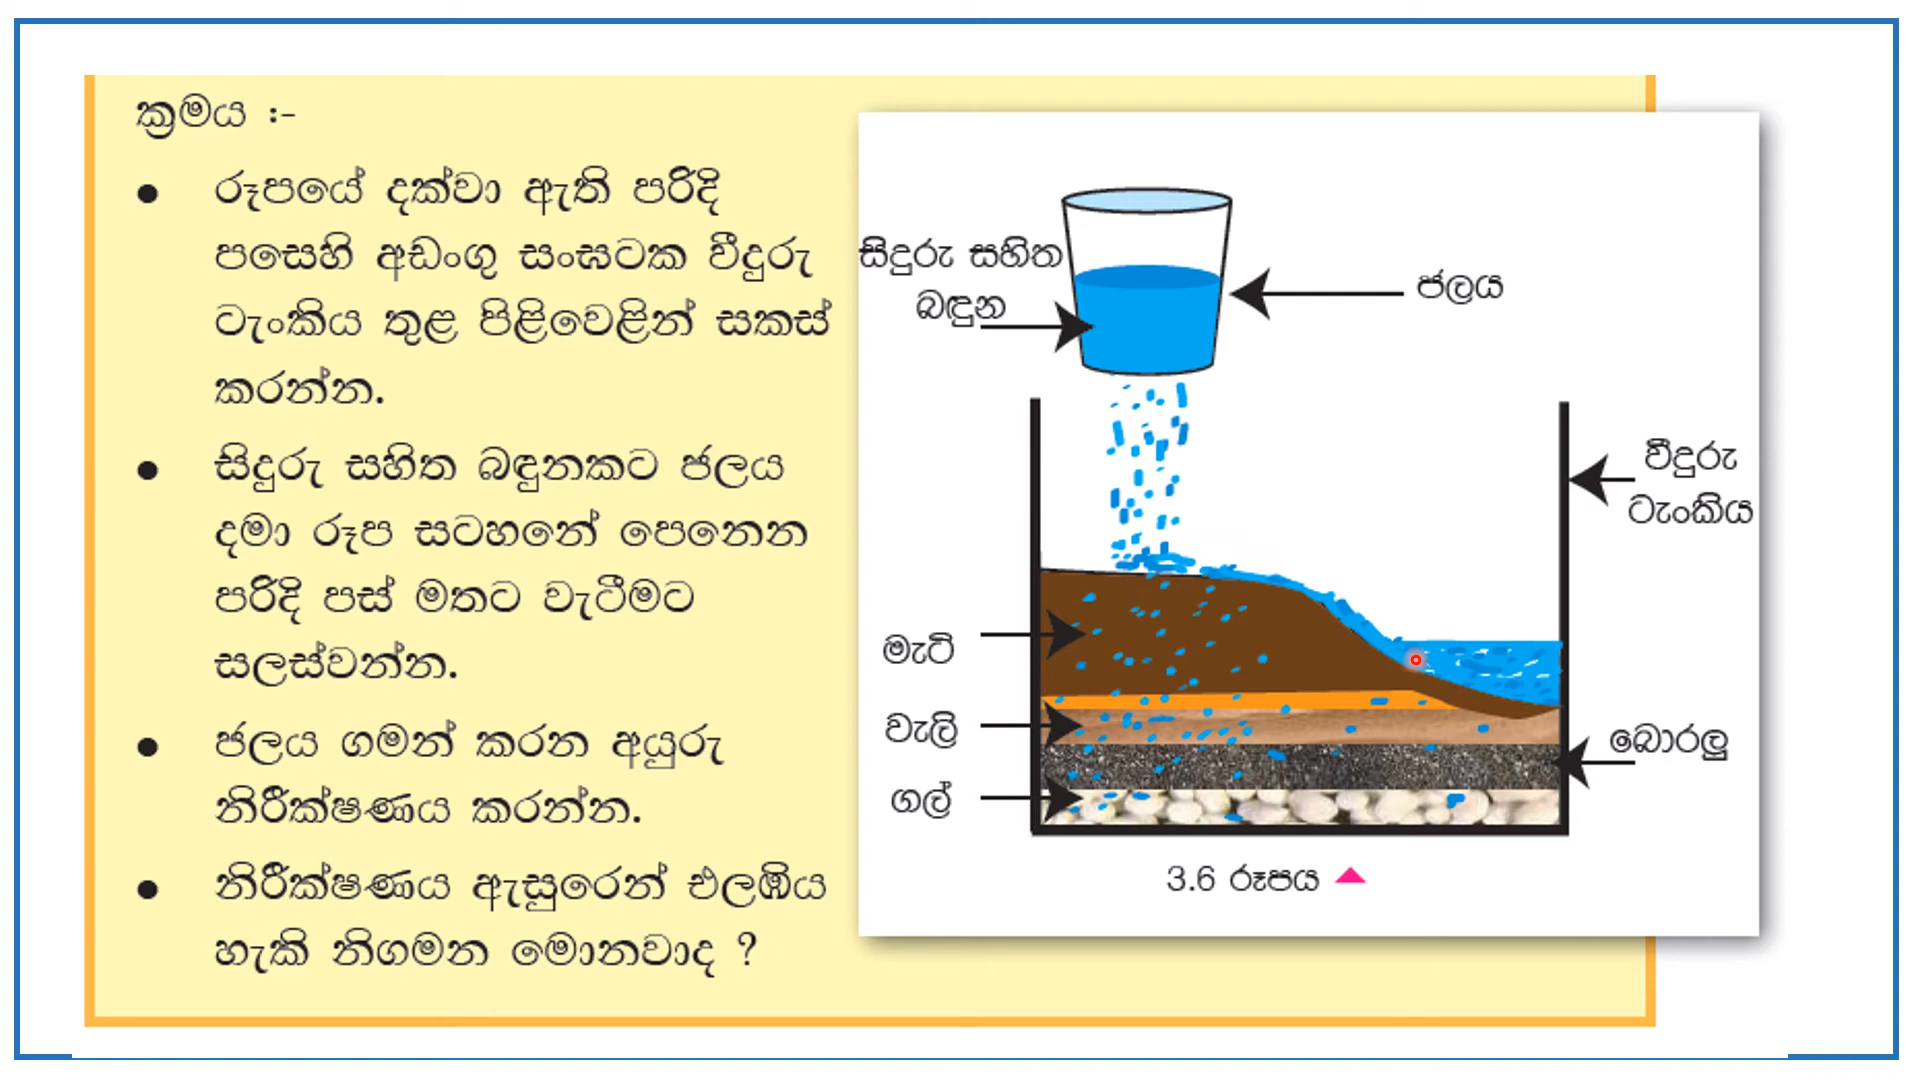 ක්‍රමය :-
● රූපයේ දක්වා ඇති පරිදි
පසෙහි අඩංගු සංඝටක වීදුරු
ටැංකිය තුළ පිළිවෙළින් සකස්
කරන්න.
● සිදුරු සහිත බඳුනකට ජලය
දමා රූප සටහනේ පෙනෙන
පරිදි පස් මතට වැටීමට
සලස්වන්න.
● ජලය ගමන් කරන අයුරු
නිරීක්ෂණය කරන්න.
● නිරීක්ෂණය ඇසුරෙන් එලඹිය
හැකි නිගමන මොනවාද ?
සිදුරු සහිත
බඳුන
ජලය
වීදුරු
ටැංකිය
මැටි
වැලි
බොරලු
ගල්
3.6 රූපය